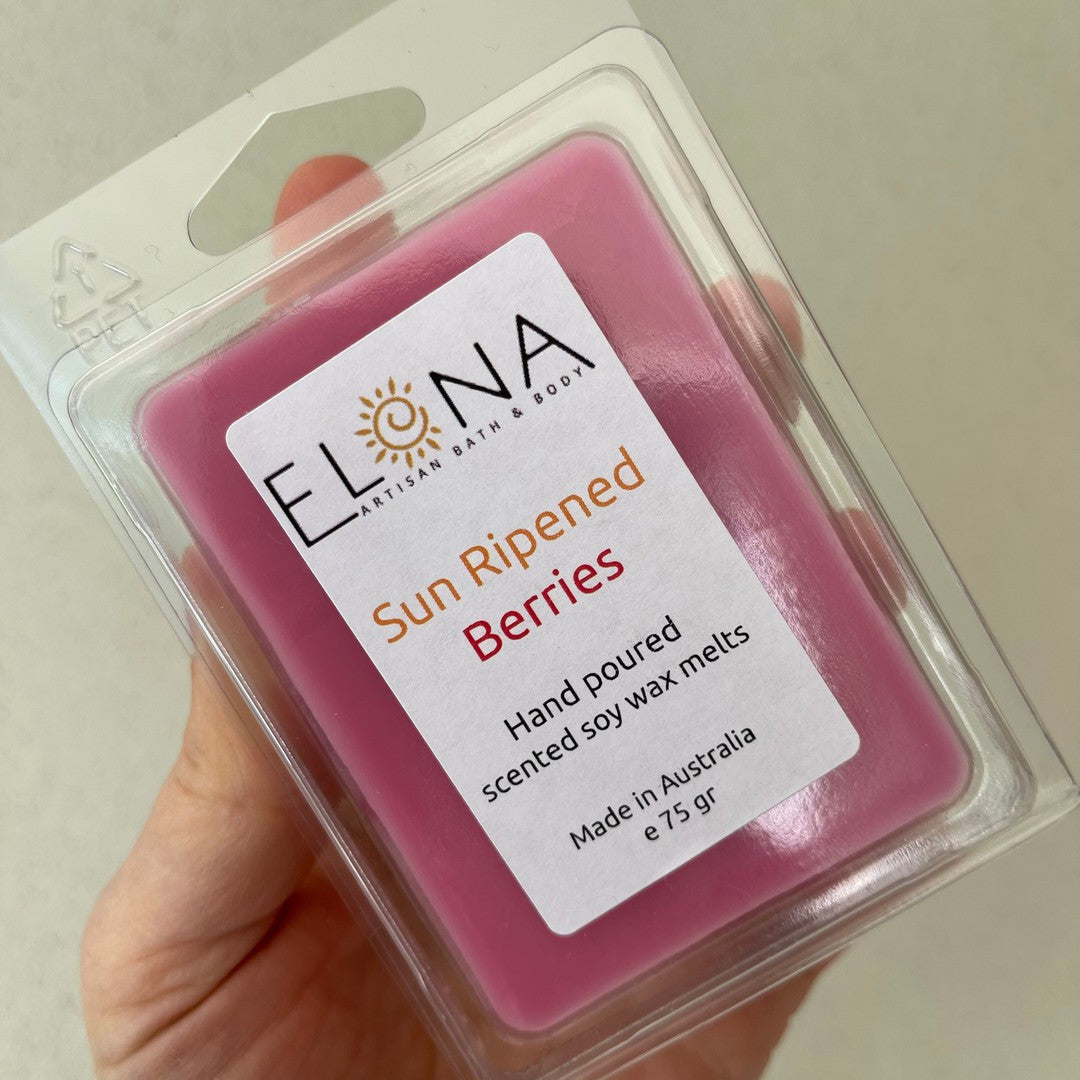 PET
ELONA
ARTISAN BATH & BODY
Sun Ripened
Berries
Hand poured
scented soy wax melts
Made in Australia
e 75 gr